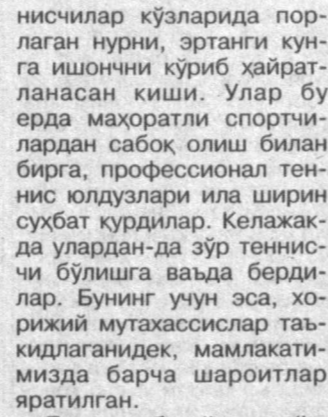 нисчилар кўзларида пор-
лаган нурни, эртанги кун-
га ишончни кўриб ҳайрат-
ланасан киши. Улар бу
ерда маҳоратли спортчи-
лардан сабоқ олиш билан
бирга, профессионал тен-
нис юлдузлари ила ширин
суҳбат қурдилар. Келажак-
да улардан-да зўр теннис-
чи бўлишга ваъда берди-
лар. Бунинг учун эса, хо-
рижий мутахассислар таъ-
кидлаганидек, мамлакати-
мизда барча шароитлар
яратилган.